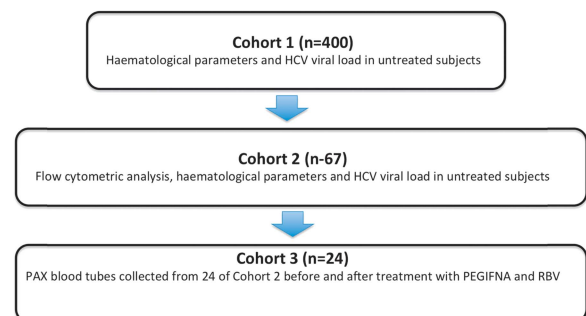 Cohort 1 (n=400)
Haematological parameters and HCV viral load in untreated subjects
Cohort 2 (n-67)
Flow cytometric analysis, haematological parameters and HCV viral load in untreated subjects
Cohort 3 (n=24)
PAX blood tubes collected from 24 of Cohort 2 before and after treatment with PEGIFNA and RBV